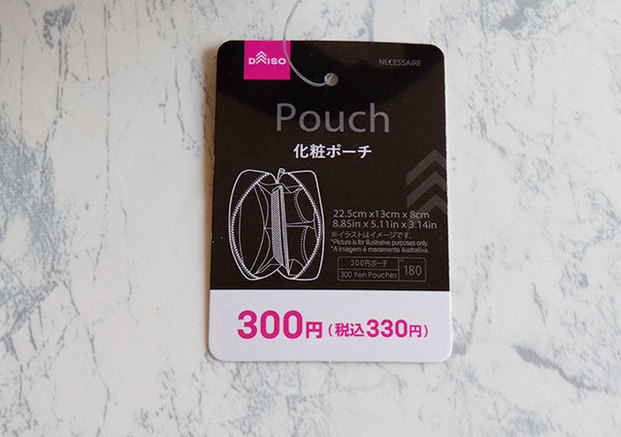 DAISO
NECESSAIRE
Pouch
化粧ポーチ
22.5cm x13cm x 8cm
8.85in x 5.11in x 3.14in
※イラストはイメージです。
*Picture is for illustrative purposes only.
*A imagem é meramente ilustrativa.
300円ポーチ
300 Yen Pouches
180
300円(税込330円)